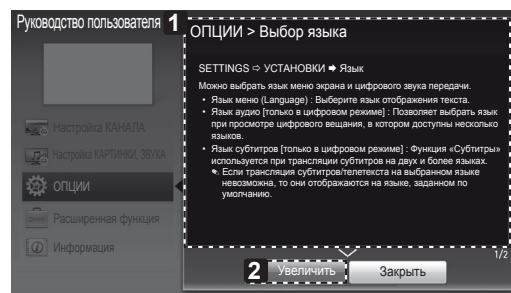 Руководство пользователя
1
ОПЦИИ > Выбор языка
SETTINGS ⇨ УСТАНОВКИ ➡ Язык
Можно выбрать язык меню экрана и цифрового звука передачи.
• Язык меню (Language) : Выберите язык отображения текста.
• Язык аудио [только в цифровом режиме] : Позволяет выбрать язык
при просмотре цифрового вещания, в котором доступны несколько
языков.
• Язык субтитров [только в цифровом режиме] : Функция «Субтитры»
используется при трансляции субтитров на двух и более языках.
✎ Если трансляция субтитров/телетекста на выбранном языке
невозможна, то они отображаются на языке, заданном по
умолчанию.
Настройка КАНАЛА
Настройка КАРТИНКИ, ЗВУКА
ОПЦИИ
Расширенная функция
Информация
1/2
2
Увеличить
Закрыть